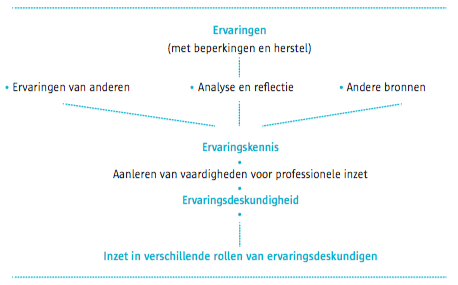 Ervaringen
(met beperkingen en herstel)
• Ervaringen van anderen • Analyse en reflectie • Andere bronnen
Ervaringskennis
Aanleren van vaardigheden voor professionele inzet
Ervaringsdeskundigheid
Inzet in verschillende rollen van ervaringsdeskundigen